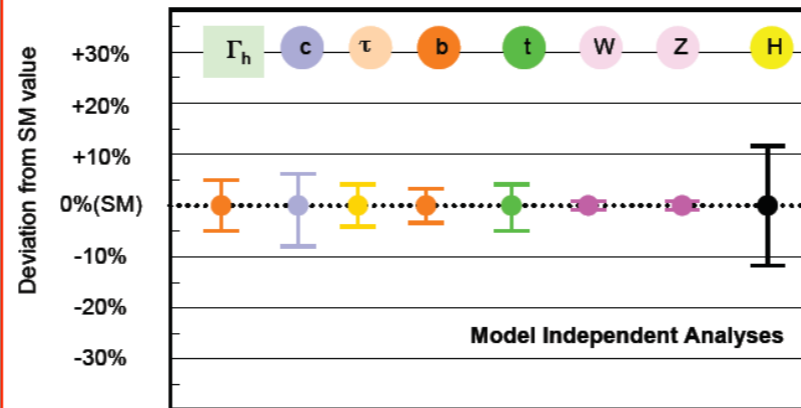 Deviation from SM value
+30%
+20%
+10%
0%(SM)
-10%
-20%
-30%
Γh c τ b t W Z H
Model Independent Analyses